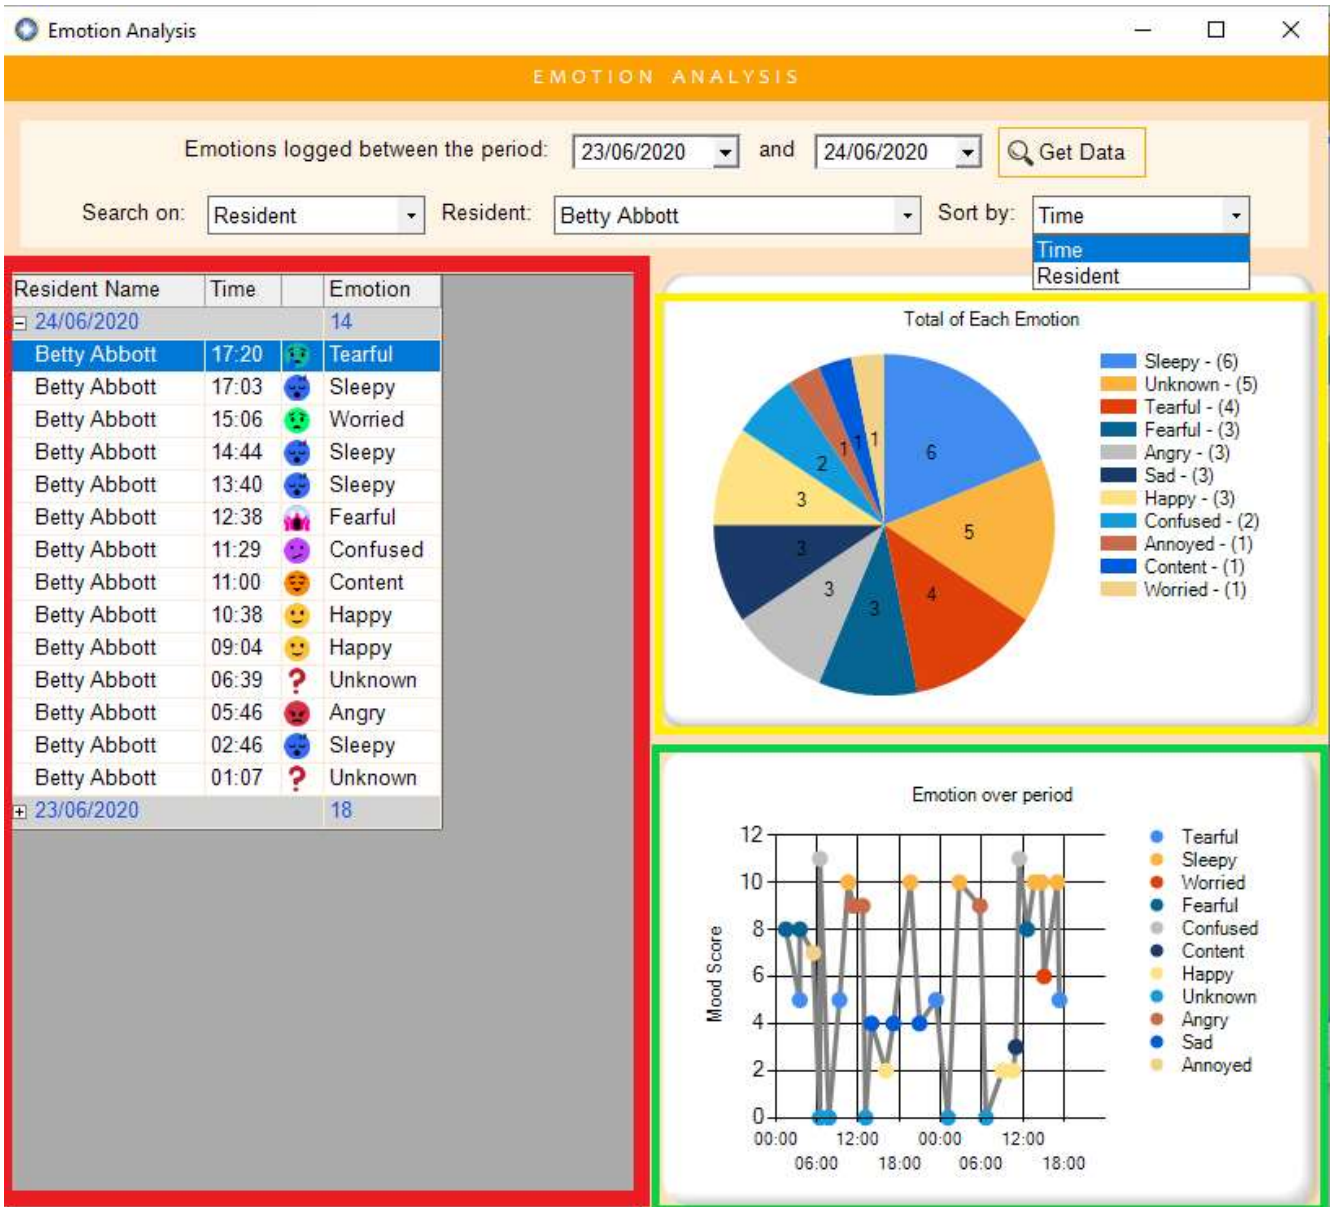 Emotion Analysis
EMOTION ANALYSIS
Emotions logged between the period: 23/06/2020 and 24/06/2020 Get Data
Search on: Resident Resident: Betty Abbott Sort by: Time
Time
Resident
Resident Name Time Emotion
24/06/2020 14
Betty Abbott 17:20 Tearful
Betty Abbott 17:03 Sleepy
Betty Abbott 15:06 Worried
Betty Abbott 14:44 Sleepy
Betty Abbott 13:40 Sleepy
Betty Abbott 12:38 Fearful
Betty Abbott 11:29 Confused
Betty Abbott 11:00 Content
Betty Abbott 10:38 Happy
Betty Abbott 09:04 Happy
Betty Abbott 06:39 Unknown
Betty Abbott 05:46 Angry
Betty Abbott 02:46 Sleepy
Betty Abbott 01:07 Unknown
23/06/2020 18
Total of Each Emotion
6
5
4
3
3
3
3
2
1
1
1
Sleepy - (6)
Unknown - (5)
Tearful - (4)
Fearful - (3)
Angry - (3)
Sad - (3)
Happy - (3)
Confused - (2)
Annoyed - (1)
Content - (1)
Worried - (1)
Emotion over period
Mood Score
12
10
8
6
4
2
0
00:00 12:00 00:00 12:00
06:00 18:00 06:00 18:00
Tearful
Sleepy
Worried
Fearful
Confused
Content
Happy
Unknown
Angry
Sad
Annoyed